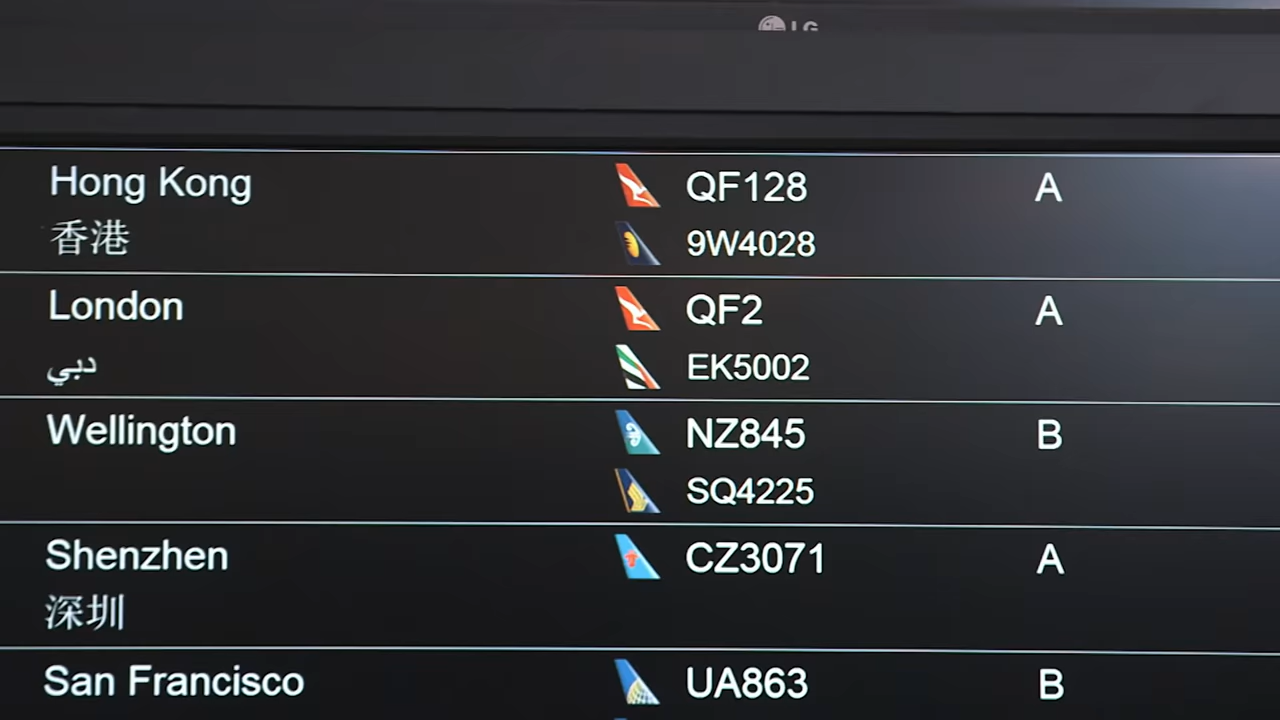 LG
Hong Kong QF128 A
香港 9W4028
London QF2 A
دبي EK5002
Wellington NZ845 B
SQ4225
Shenzhen CZ3071 A
深圳
San Francisco UA863 B